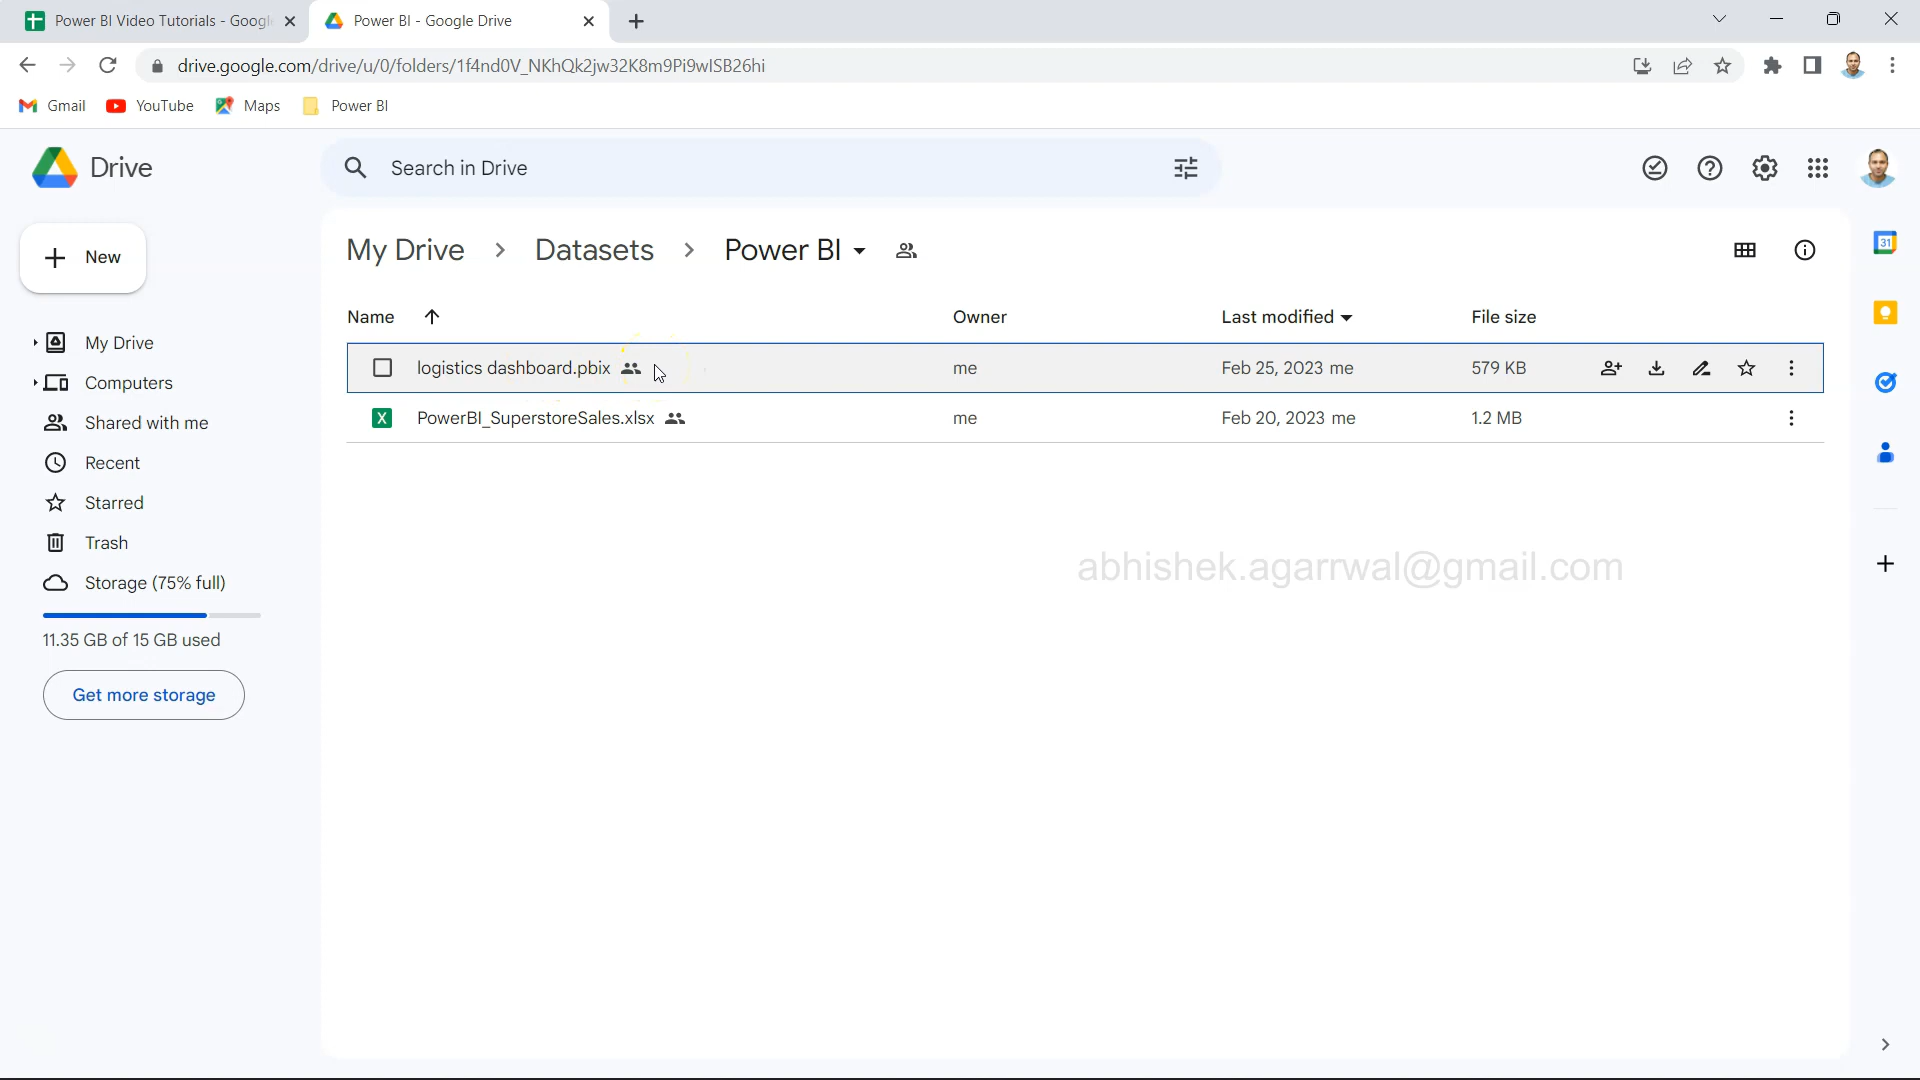 Power BI Video Tutorials - Googl
Power BI - Google Drive
drive.google.com/drive/u/0/folders/1f4nd0V_NKhQk2jw32K8m9Pi9wlSB26hi
Gmail YouTube Maps Power BI
Drive
Search in Drive
New
My Drive > Datasets > Power BI
Name Owner Last modified File size
logistics dashboard.pbix me Feb 25, 2023 me 579 KB
PowerBI_SuperstoreSales.xlsx me Feb 20, 2023 me 1.2 MB
31
X
My Drive
Computers
Shared with me
Recent
Starred
Trash
Storage (75% full)
11.35 GB of 15 GB used
Get more storage
abhishek.agarrwal@gmail.com